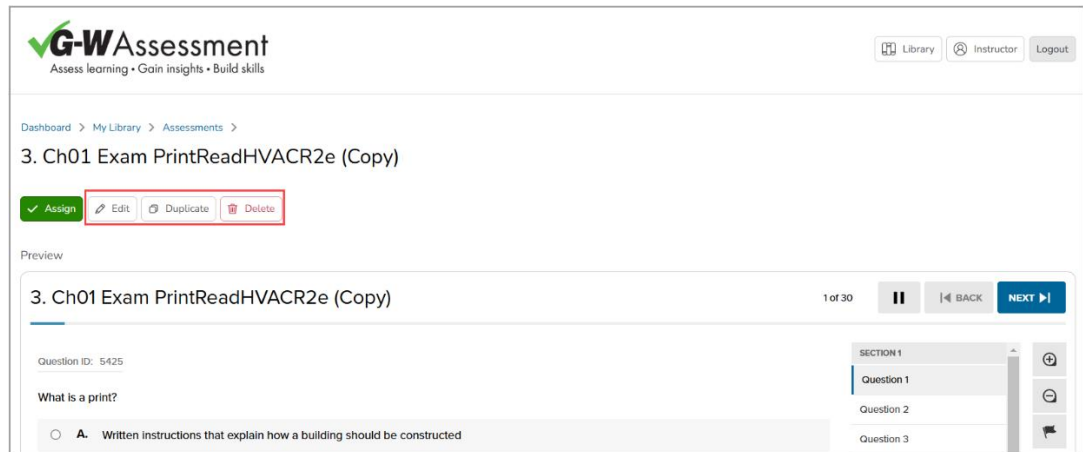 G-W Assessment
Assess learning • Gain insights • Build skills
Library
Instructor
Logout
Dashboard > My Library > Assessments >
3. Ch01 Exam PrintReadHVACR2e (Copy)
Assign
Edit
Duplicate
Delete
Preview
3. Ch01 Exam PrintReadHVACR2e (Copy)
1 of 30
BACK
NEXT
Question ID: 5425
What is a print?
A. Written instructions that explain how a building should be constructed
SECTION 1
Question 1
Question 2
Question 3